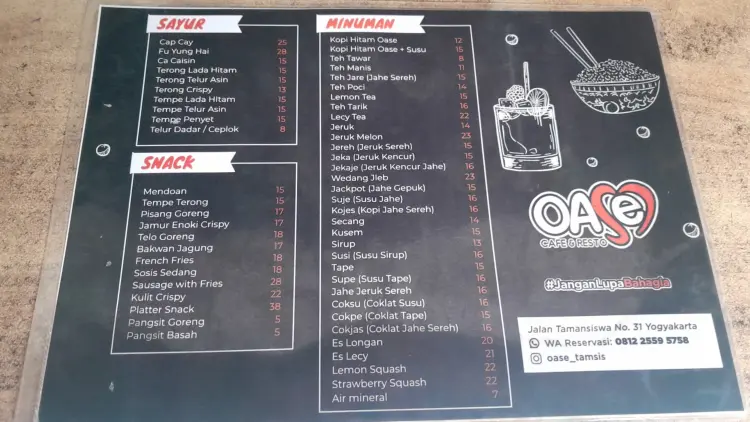 SAYUR
Cap Cay 25
Fu Yung Hai 28
Ca Caisin 15
Terong Lada Hitam 15
Terong Telur Asin 15
Terong Crispy 13
Tempe Lada Hitam 15
Tempe Telur Asin 15
Tempe Penyet 15
Telur Dadar / Ceplok 8
SNACK
Mendoan 15
Tempe Terong 15
Pisang Goreng 17
Jamur Enoki Crispy 17
Telo Goreng 18
Bakwan Jagung 17
French Fries 18
Sosis Sedang 18
Sausage with Fries 28
Kulit Crispy 22
Platter Snack 38
Pangsit Goreng 5
Pangsit Basah 5
MINUMAN
Kopi Hitam Oase 12
Kopi Hitam Oase + Susu 15
Teh Tawar 8
Teh Manis 11
Teh Jare (Jahe Sereh) 15
Teh Poci 14
Lemon Tea 15
Teh Tarik 16
Lecy Tea 22
Jeruk 14
Jeruk Melon 23
Jereh (Jeruk Sereh) 15
Jeka (Jeruk Kencur) 15
Jekaje (Jeruk Kencur Jahe) 16
Wedang Jleb 23
Jackpot (Jahe Gepuk) 15
Suje (Susu Jahe) 16
Kojes (Kopi Jahe Sereh) 16
Secang 14
Kusem 15
Sirup 13
Susi (Susu Sirup) 16
Tape 15
Supe (Susu Tape) 16
Jahe Jeruk Sereh 16
Coksu (Coklat Susu) 16
Cokpe (Coklat Tape) 15
Cokjas (Coklat Jahe Sereh) 16
Es Longan 20
Es Lecy 21
Lemon Squash 22
Strawberry Squash 22
Air mineral 7
OASe
CAFE & RESTO
#JanganLupaBahagia
Jalan Tamansiswa No. 31 Yogyakarta
WA Reservasi: 0812 2559 5758
oase_tamsis